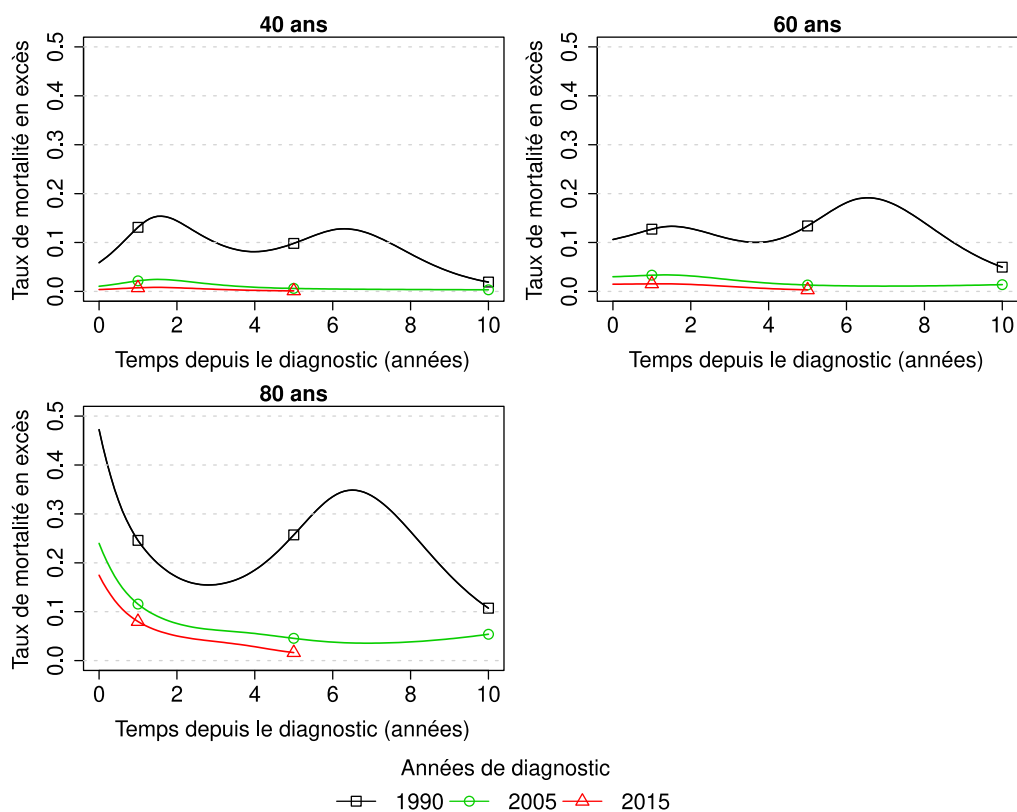 40 ans
Taux de mortalité en excès
0.0 0.1 0.2 0.3 0.4 0.5
0 2 4 6 8 10
Temps depuis le diagnostic (années)
60 ans
Taux de mortalité en excès
0.0 0.1 0.2 0.3 0.4 0.5
0 2 4 6 8 10
Temps depuis le diagnostic (années)
80 ans
Taux de mortalité en excès
0.0 0.1 0.2 0.3 0.4 0.5
0 2 4 6 8 10
Temps depuis le diagnostic (années)
Années de diagnostic
1990 2005 2015